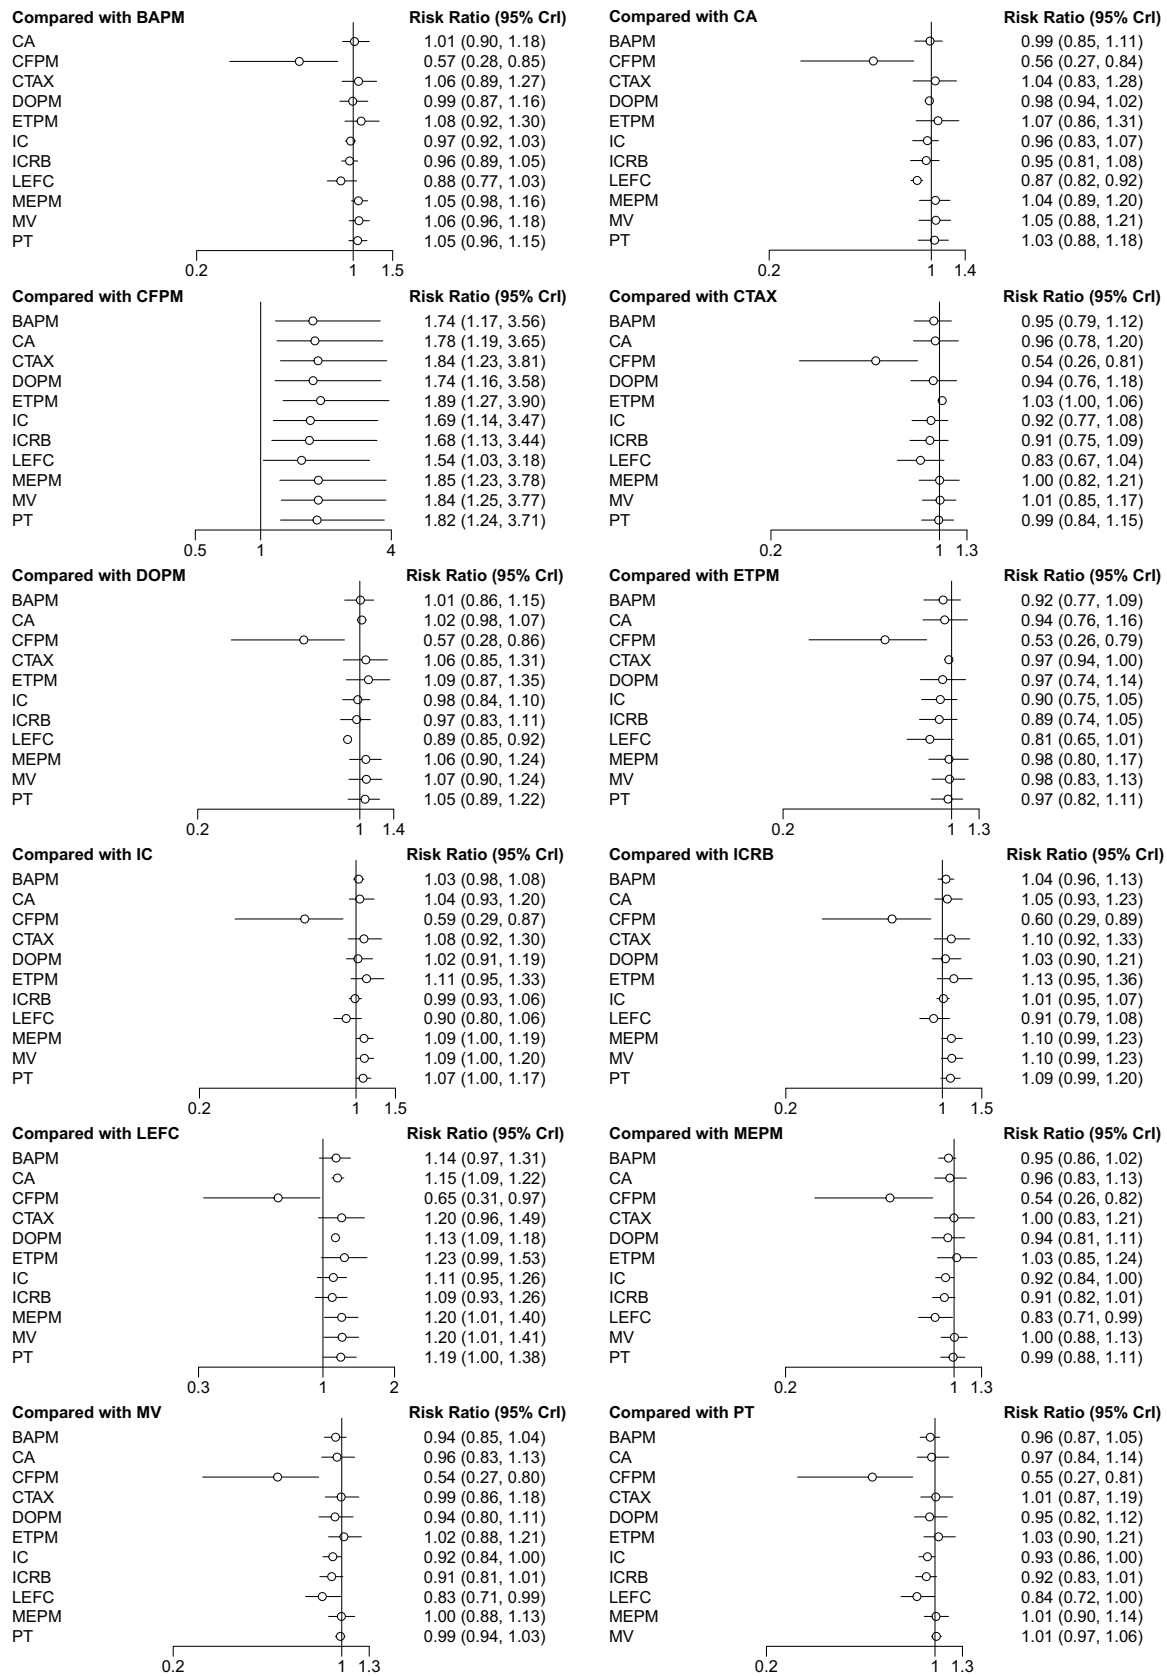 Compared with BAPM Risk Ratio (95% CrI)
CA 1.01 (0.90, 1.18)
CFPM 0.57 (0.28, 0.85)
CTAX 1.06 (0.89, 1.27)
DOPM 0.99 (0.87, 1.16)
ETPM 1.08 (0.92, 1.30)
IC 0.97 (0.92, 1.03)
ICRB 0.96 (0.89, 1.05)
LEFC 0.88 (0.77, 1.03)
MEPM 1.05 (0.98, 1.16)
MV 1.06 (0.96, 1.18)
PT 1.05 (0.96, 1.15)
0.2 1 1.5
Compared with CA Risk Ratio (95% CrI)
BAPM 0.99 (0.85, 1.11)
CFPM 0.56 (0.27, 0.84)
CTAX 1.04 (0.83, 1.28)
DOPM 0.98 (0.94, 1.02)
ETPM 1.07 (0.86, 1.31)
IC 0.96 (0.83, 1.07)
ICRB 0.95 (0.81, 1.08)
LEFC 0.87 (0.82, 0.92)
MEPM 1.04 (0.89, 1.20)
MV 1.05 (0.88, 1.21)
PT 1.03 (0.88, 1.18)
0.2 1 1.4
Compared with CFPM Risk Ratio (95% CrI)
BAPM 1.74 (1.17, 3.56)
CA 1.78 (1.19, 3.65)
CTAX 1.84 (1.23, 3.81)
DOPM 1.74 (1.16, 3.58)
ETPM 1.89 (1.27, 3.90)
IC 1.69 (1.14, 3.47)
ICRB 1.68 (1.13, 3.44)
LEFC 1.54 (1.03, 3.18)
MEPM 1.85 (1.23, 3.78)
MV 1.84 (1.25, 3.77)
PT 1.82 (1.24, 3.71)
0.5 1 4
Compared with CTAX Risk Ratio (95% CrI)
BAPM 0.95 (0.79, 1.12)
CA 0.96 (0.78, 1.20)
CFPM 0.54 (0.26, 0.81)
DOPM 0.94 (0.76, 1.18)
ETPM 1.03 (1.00, 1.06)
IC 0.92 (0.77, 1.08)
ICRB 0.91 (0.75, 1.09)
LEFC 0.83 (0.67, 1.04)
MEPM 1.00 (0.82, 1.21)
MV 1.01 (0.85, 1.17)
PT 0.99 (0.84, 1.15)
0.2 1 1.3
Compared with DOPM Risk Ratio (95% CrI)
BAPM 1.01 (0.86, 1.15)
CA 1.02 (0.98, 1.07)
CFPM 0.57 (0.28, 0.86)
CTAX 1.06 (0.85, 1.31)
ETPM 1.09 (0.87, 1.35)
IC 0.98 (0.84, 1.10)
ICRB 0.97 (0.83, 1.11)
LEFC 0.89 (0.85, 0.92)
MEPM 1.06 (0.90, 1.24)
MV 1.07 (0.90, 1.24)
PT 1.05 (0.89, 1.22)
0.2 1 1.4
Compared with ETPM Risk Ratio (95% CrI)
BAPM 0.92 (0.77, 1.09)
CA 0.94 (0.76, 1.16)
CFPM 0.53 (0.26, 0.79)
CTAX 0.97 (0.94, 1.00)
DOPM 0.97 (0.74, 1.14)
IC 0.90 (0.75, 1.05)
ICRB 0.89 (0.74, 1.05)
LEFC 0.81 (0.65, 1.01)
MEPM 0.98 (0.80, 1.17)
MV 0.98 (0.83, 1.13)
PT 0.97 (0.82, 1.11)
0.2 1 1.3
Compared with IC Risk Ratio (95% CrI)
BAPM 1.03 (0.98, 1.08)
CA 1.04 (0.93, 1.20)
CFPM 0.59 (0.29, 0.87)
CTAX 1.08 (0.92, 1.30)
DOPM 1.02 (0.91, 1.19)
ETPM 1.11 (0.95, 1.33)
ICRB 0.99 (0.93, 1.06)
LEFC 0.90 (0.80, 1.06)
MEPM 1.09 (1.00, 1.19)
MV 1.09 (1.00, 1.20)
PT 1.07 (1.00, 1.17)
0.2 1 1.5
Compared with ICRB Risk Ratio (95% CrI)
BAPM 1.04 (0.96, 1.13)
CA 1.05 (0.93, 1.23)
CFPM 0.60 (0.29, 0.89)
CTAX 1.10 (0.92, 1.33)
DOPM 1.03 (0.90, 1.21)
ETPM 1.13 (0.95, 1.36)
IC 1.01 (0.95, 1.07)
LEFC 0.91 (0.79, 1.08)
MEPM 1.10 (0.99, 1.23)
MV 1.10 (0.99, 1.23)
PT 1.09 (0.99, 1.20)
0.2 1 1.5
Compared with LEFC Risk Ratio (95% CrI)
BAPM 1.14 (0.97, 1.31)
CA 1.15 (1.09, 1.22)
CFPM 0.65 (0.31, 0.97)
CTAX 1.20 (0.96, 1.49)
DOPM 1.13 (1.09, 1.18)
ETPM 1.23 (0.99, 1.53)
IC 1.11 (0.95, 1.26)
ICRB 1.09 (0.93, 1.26)
MEPM 1.20 (1.01, 1.40)
MV 1.20 (1.01, 1.41)
PT 1.19 (1.00, 1.38)
0.3 1 2
Compared with MEPM Risk Ratio (95% CrI)
BAPM 0.95 (0.86, 1.02)
CA 0.96 (0.83, 1.13)
CFPM 0.54 (0.26, 0.82)
CTAX 1.00 (0.83, 1.21)
DOPM 0.94 (0.81, 1.11)
ETPM 1.03 (0.85, 1.24)
IC 0.92 (0.84, 1.00)
ICRB 0.91 (0.82, 1.01)
LEFC 0.83 (0.71, 0.99)
MV 1.00 (0.88, 1.13)
PT 0.99 (0.88, 1.11)
0.2 1 1.3
Compared with MV Risk Ratio (95% CrI)
BAPM 0.94 (0.85, 1.04)
CA 0.96 (0.83, 1.13)
CFPM 0.54 (0.27, 0.80)
CTAX 0.99 (0.86, 1.18)
DOPM 0.94 (0.80, 1.11)
ETPM 1.02 (0.88, 1.21)
IC 0.92 (0.84, 1.00)
ICRB 0.91 (0.81, 1.01)
LEFC 0.83 (0.71, 0.99)
MEPM 1.00 (0.88, 1.13)
PT 0.99 (0.94, 1.03)
0.2 1 1.3
Compared with PT Risk Ratio (95% CrI)
BAPM 0.96 (0.87, 1.05)
CA 0.97 (0.84, 1.14)
CFPM 0.55 (0.27, 0.81)
CTAX 1.01 (0.87, 1.19)
DOPM 0.95 (0.82, 1.12)
ETPM 1.03 (0.90, 1.21)
IC 0.93 (0.86, 1.00)
ICRB 0.92 (0.83, 1.01)
LEFC 0.84 (0.72, 1.00)
MEPM 1.01 (0.90, 1.14)
MV 1.01 (0.97, 1.06)
0.2 1 1.3